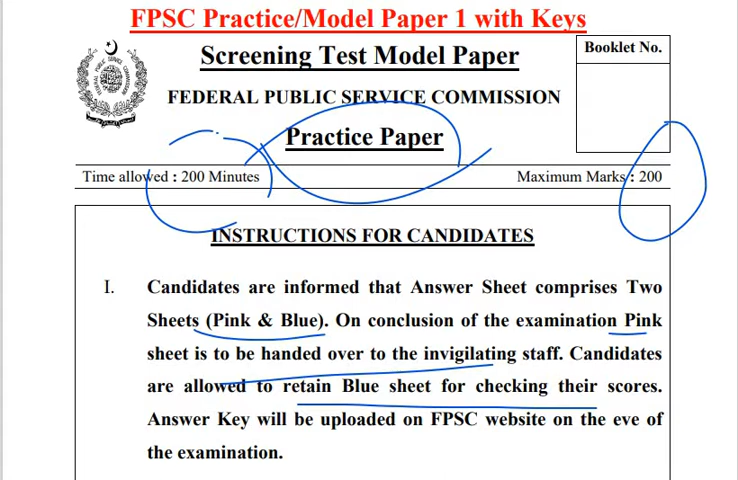 FPSC Practice/Model Paper 1 with Keys
Screening Test Model Paper
Booklet No.
FEDERAL PUBLIC SERVICE COMMISSION
Practice Paper
Time allowed : 200 Minutes
Maximum Marks : 200
INSTRUCTIONS FOR CANDIDATES
I. Candidates are informed that Answer Sheet comprises Two
Sheets (Pink & Blue). On conclusion of the examination Pink
sheet is to be handed over to the invigilating staff. Candidates
are allowed to retain Blue sheet for checking their scores.
Answer Key will be uploaded on FPSC website on the eve of
the examination.